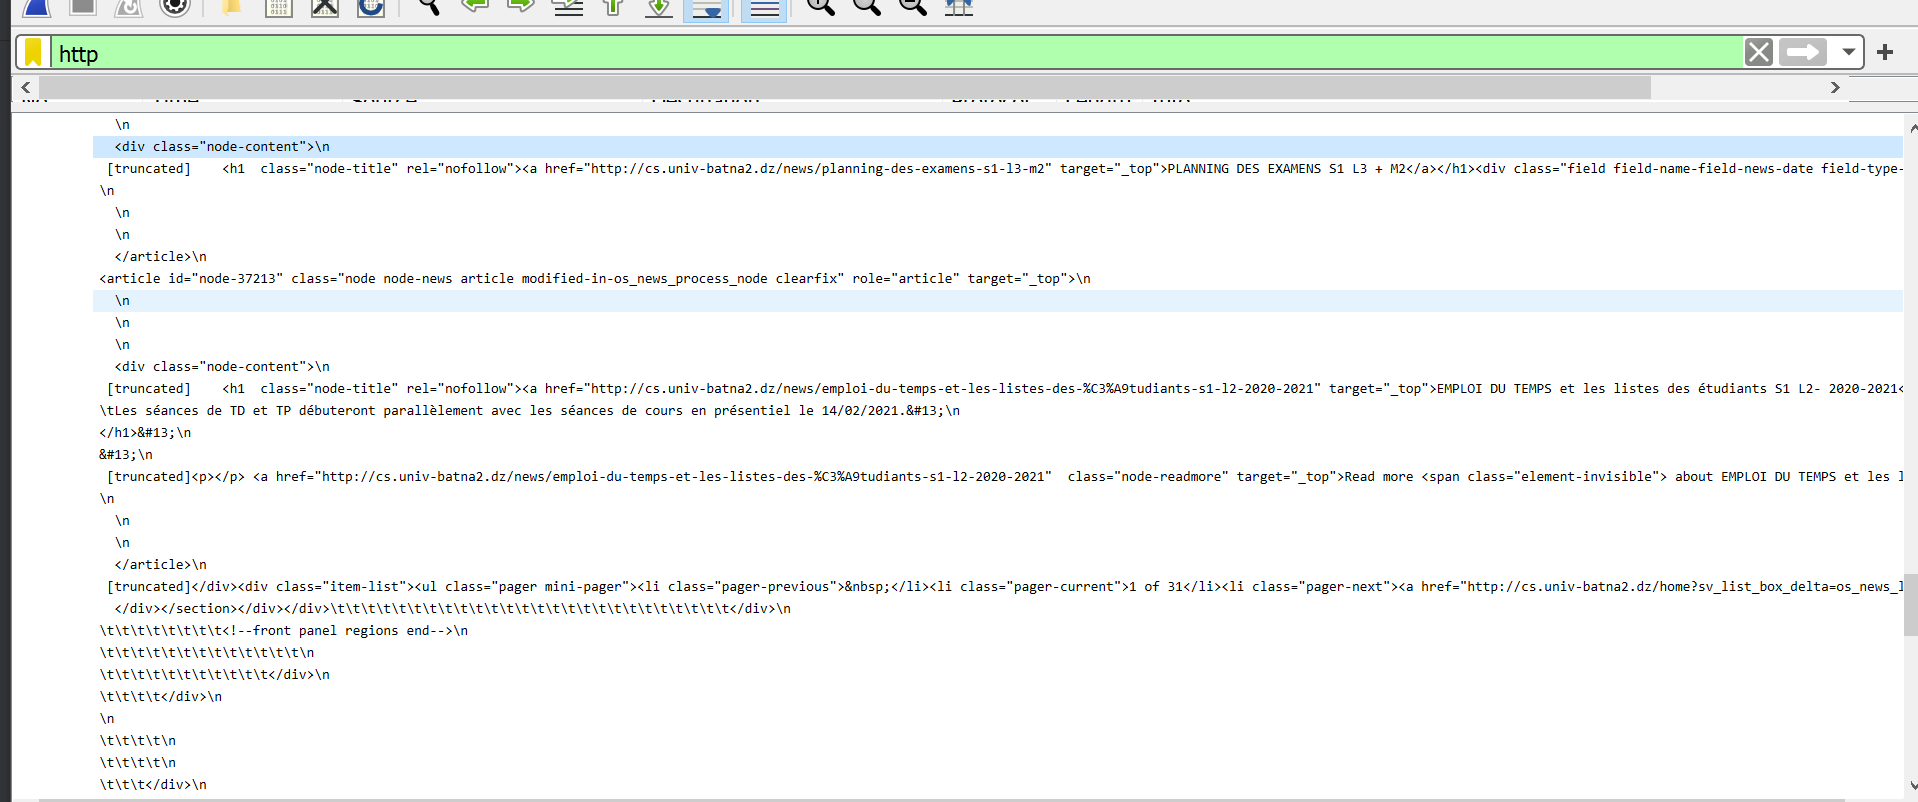 http
No. Time Source Destination Protocol Length Info
\n
<div class="node-content">\n
[truncated]    <h1  class="node-title" rel="nofollow"><a href="http://cs.univ-batna2.dz/news/planning-des-examens-s1-l3-m2" target="_top">PLANNING DES EXAMENS S1 L3 + M2</a></h1><div class="field field-name-field-news-date field-type-
\n
\n
\n
</article>\n
<article id="node-37213" class="node node-news article modified-in-os_news_process_node clearfix" role="article" target="_top">\n
\n
\n
\n
<div class="node-content">\n
[truncated]    <h1  class="node-title" rel="nofollow"><a href="http://cs.univ-batna2.dz/news/emploi-du-temps-et-les-listes-des-%C3%A9tudiants-s1-l2-2020-2021" target="_top">EMPLOI DU TEMPS et les listes des étudiants S1 L2- 2020-2021<
\tLes séances de TD et TP débuteront parallèlement avec les séances de cours en présentiel le 14/02/2021.&#13;\n
</h1>&#13;\n
&#13;\n
[truncated]<p></p> <a href="http://cs.univ-batna2.dz/news/emploi-du-temps-et-les-listes-des-%C3%A9tudiants-s1-l2-2020-2021"  class="node-readmore" target="_top">Read more <span class="element-invisible"> about EMPLOI DU TEMPS et les l
\n
\n
\n
</article>\n
[truncated]</div><div class="item-list"><ul class="pager mini-pager"><li class="pager-previous">&nbsp;</li><li class="pager-current">1 of 31</li><li class="pager-next"><a href="http://cs.univ-batna2.dz/home?sv_list_box_delta=os_news_l
</div></section></div></div>\t\t\t\t\t\t\t\t\t\t\t\t\t\t\t\t\t\t\t\t\t\t\t\t\t\t</div>\n
\t\t\t\t\t\t\t\t<!--front panel regions end-->\n
\t\t\t\t\t\t\t\t\t\t\t\t\t\n
\t\t\t\t\t\t\t\t\t\t\t</div>\n
\t\t\t\t</div>\n
\n
\t\t\t\t\n
\t\t\t\t\n
\t\t\t</div>\n